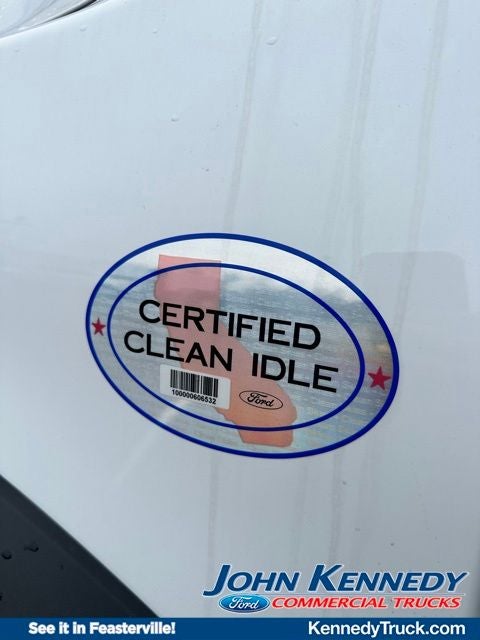 CERTIFIED
CLEAN IDLE
100000606532
Ford
JOHN KENNEDY
Ford COMMERCIAL TRUCKS
See it in Feasterville! KennedyTruck.com